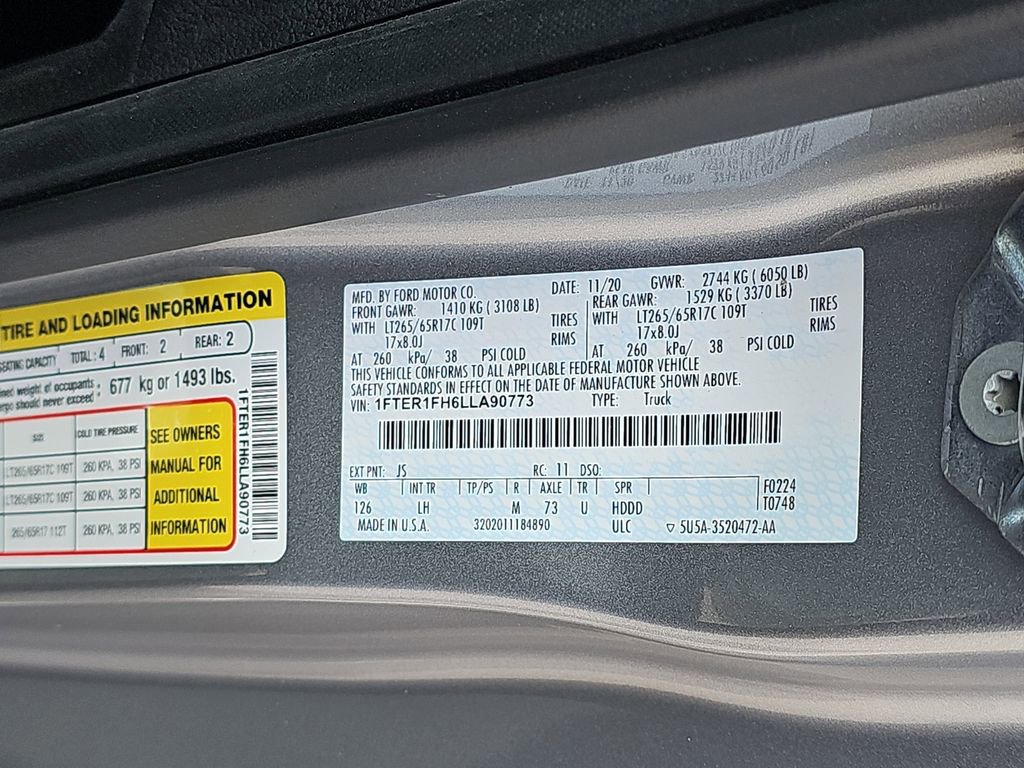 TIRE AND LOADING INFORMATION
SEATING CAPACITY TOTAL : 4 FRONT: 2 REAR: 2
weight of occupants
should never exceed : 677 kg or 1493 lbs.
SIZE COLD TIRE PRESSURE
LT265/65R17C 109T 260 KPA, 38 PSI
LT265/65R17C 109T 260 KPA, 38 PSI
265/65R17 112T 260 KPA, 38 PSI
SEE OWNERS
MANUAL FOR
ADDITIONAL
INFORMATION
1FTER1FH6LLA90773
MFD. BY FORD MOTOR CO. DATE: 11/20 GVWR: 2744 KG ( 6050 LB)
FRONT GAWR: 1410 KG ( 3108 LB) REAR GAWR: 1529 KG ( 3370 LB)
WITH LT265/65R17C 109T TIRES WITH LT265/65R17C 109T TIRES
17x8.0J RIMS 17x8.0J RIMS
AT 260 kPa/ 38 PSI COLD AT 260 kPa/ 38 PSI COLD
THIS VEHICLE CONFORMS TO ALL APPLICABLE FEDERAL MOTOR VEHICLE
SAFETY STANDARDS IN EFFECT ON THE DATE OF MANUFACTURE SHOWN ABOVE.
VIN: 1FTER1FH6LLA90773 TYPE: Truck
EXT PNT: JS RC: 11 DSO:
WB INT TR TP/PS R AXLE TR SPR F0224
126 LH M 73 U HDDD T0748
MADE IN U.S.A. 3202011184890 ULC ▽ 5U5A-3520472-AA